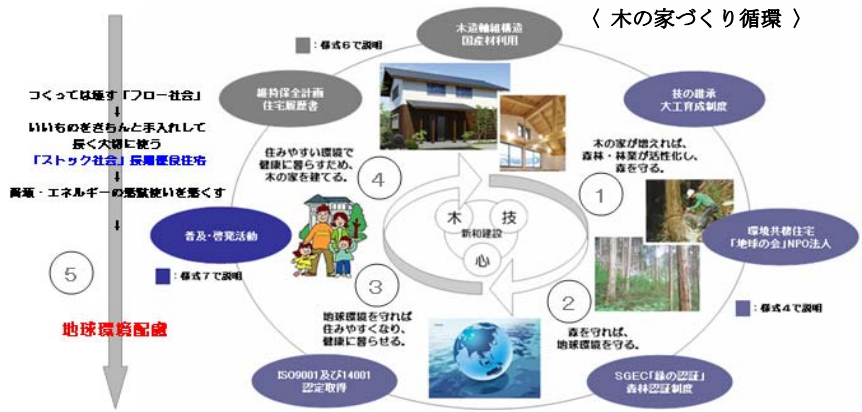 〈 木の家づくり循環 〉
木造軸組構造
国産材利用
:様式6で説明
維持保全計画
住宅履歴書
技の継承
大工育成制度
つくっては壊す「フロー社会」
↓
いいものをきちんと手入れして
長く大切に使う
「ストック社会」長期優良住宅
↓
資源・エネルギーの無駄使いを無くす
↓
住みやすい環境で
健康に暮らすため、
木の家を建てる。
④
木の家が増えれば、
森林・林業が活性化し、
森を守る。
①
木
技
新和建設
心
環境共棲住宅
「地球の会」NPO法人
普及・啓発活動
:様式7で説明
⑤
③
地球環境を守れば
住みやすくなり、
健康に暮らせる。
②
森を守れば、
地球環境を守る。
:様式4で説明
地球環境配慮
ISO9001及び14001
認定取得
SGEC「緑の認証」
森林認証制度